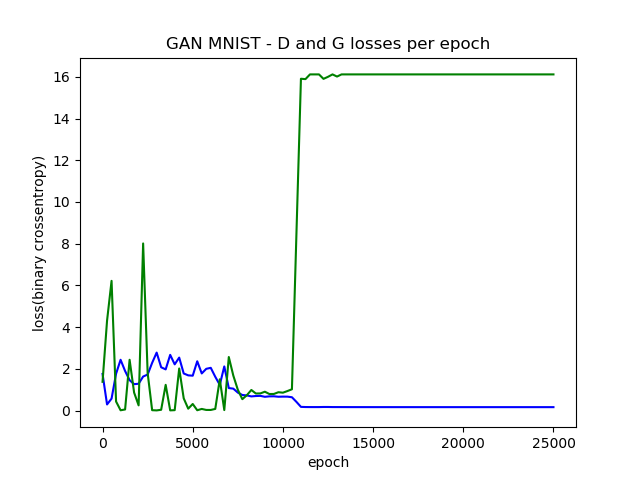 GAN MNIST - D and G losses per epoch
loss(binary crossentropy)
16
14
12
10
8
6
4
2
0
0 5000 10000 15000 20000 25000
epoch